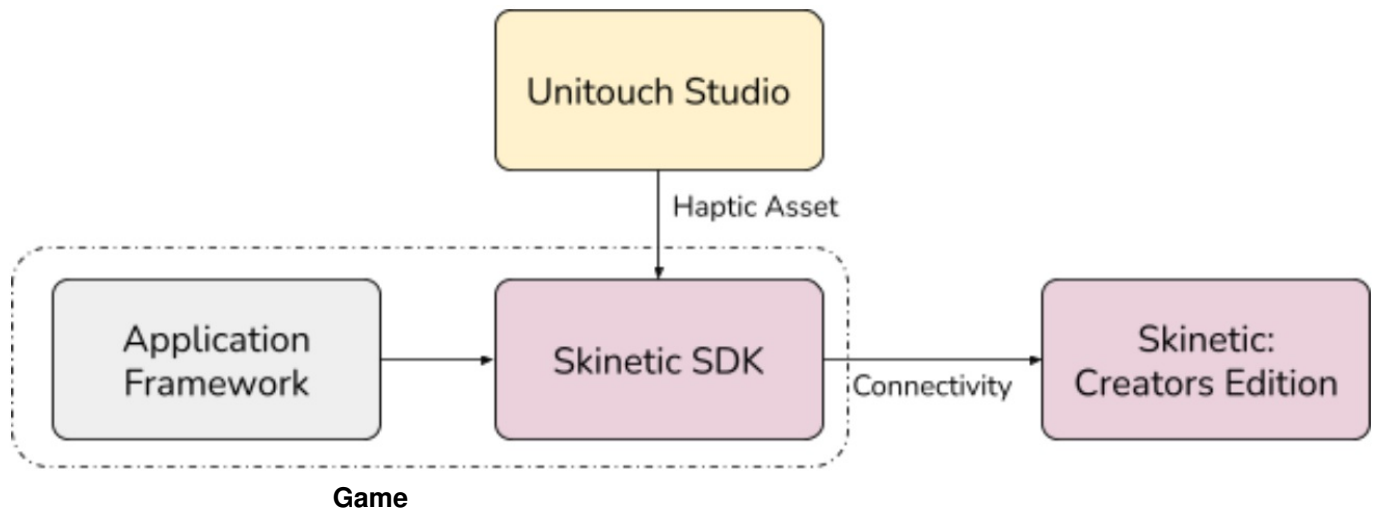 Unitouch Studio
Haptic Asset
Application
Framework
Skinetic SDK
Connectivity
Skinetic:
Creators Edition
Game